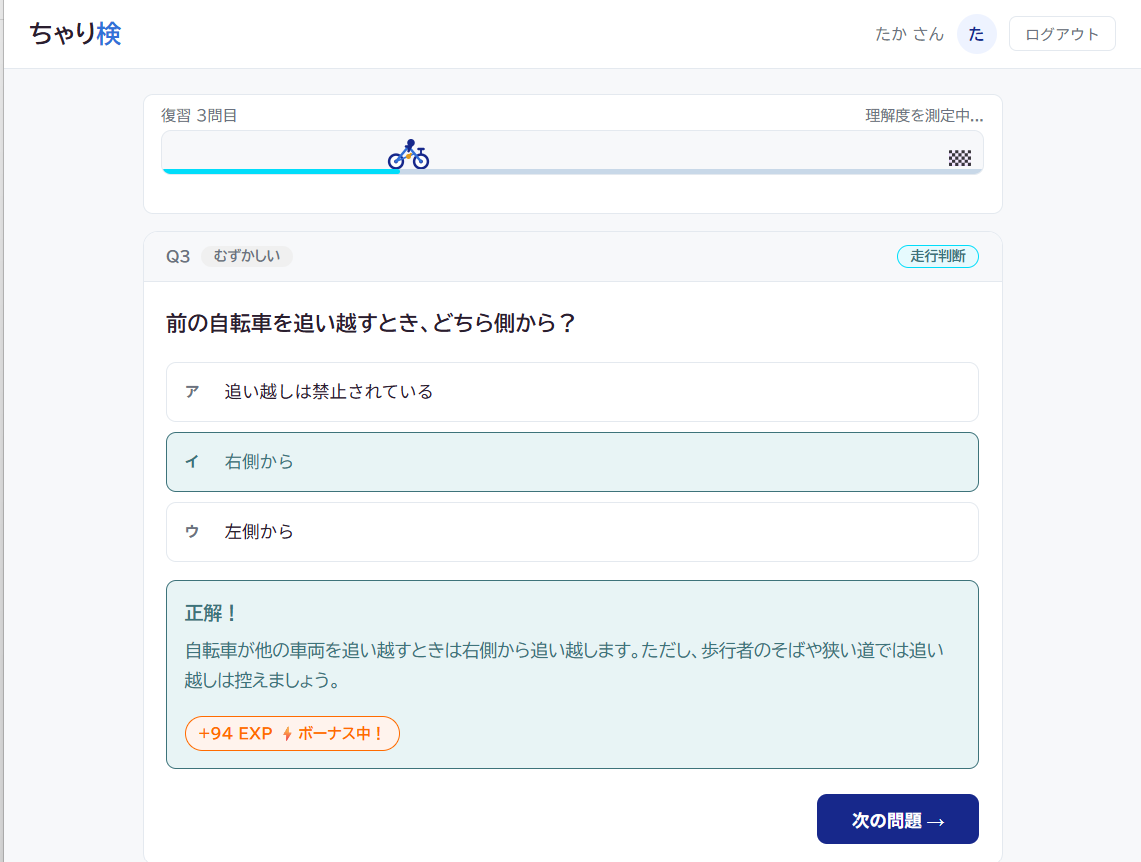 ちゃり検
たか さん
た
ログアウト
復習 3問目
理解度を測定中...
Q3
むずかしい
走行判断
前の自転車を追い越すとき、どちら側から？
ア 追い越しは禁止されている
イ 右側から
ウ 左側から
正解！
自転車が他の車両を追い越すときは右側から追い越します。ただし、歩行者のそばや狭い道では追い
越しは控えましょう。
+94 EXP ⚡ボーナス中！
次の問題 →